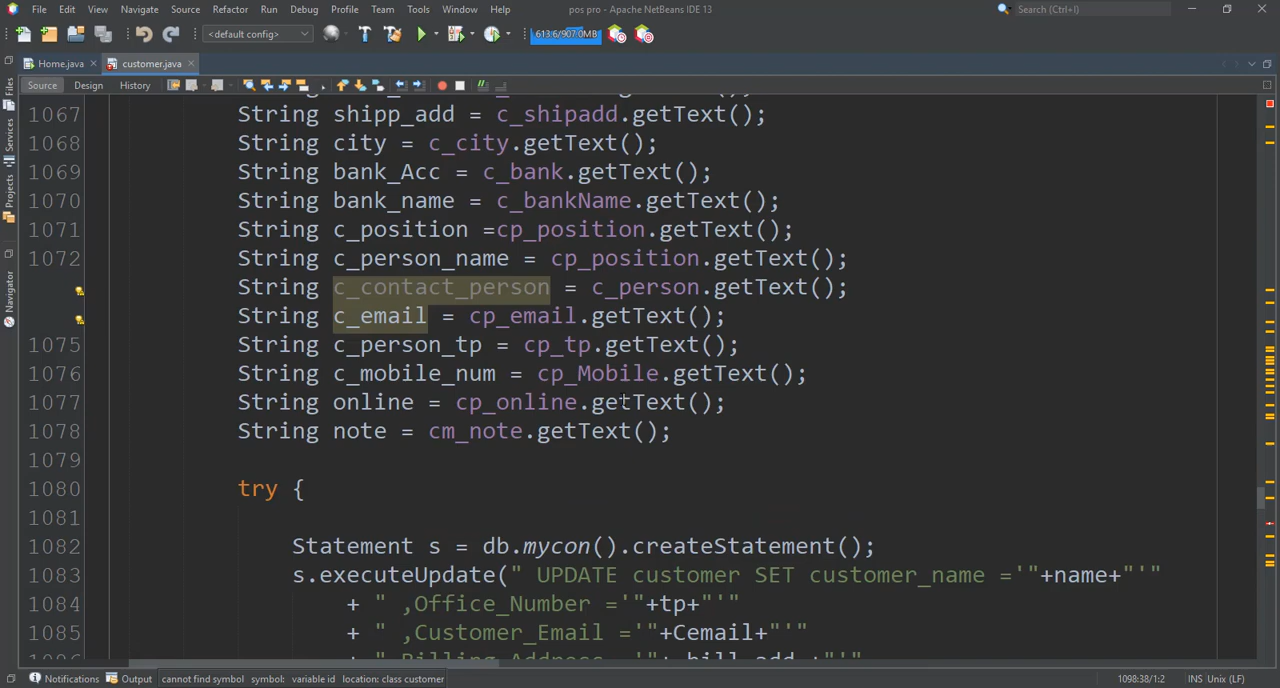 File Edit View Navigate Source Refactor Run Debug Profile Team Tools Window Help
pos pro - Apache NetBeans IDE 13
Search (Ctrl+I)
<default config>
613.6/907.0MB
Home.java
customer.java
Source Design History
Files
Services
Projects
Navigator
1067 String shipp_add = c_shipadd.getText();
1068 String city = c_city.getText();
1069 String bank_Acc = c_bank.getText();
1070 String bank_name = c_bankName.getText();
1071 String c_position =cp_position.getText();
1072 String c_person_name = cp_position.getText();
String c_contact_person = c_person.getText();
String c_email = cp_email.getText();
1075 String c_person_tp = cp_tp.getText();
1076 String c_mobile_num = cp_Mobile.getText();
1077 String online = cp_online.getText();
1078 String note = cm_note.getText();
1079
1080 try {
1081
1082 Statement s = db.mycon().createStatement();
1083 s.executeUpdate(" UPDATE customer SET customer_name ='"+name+"'"
1084 + " ,Office_Number ='"+tp+"'"
1085 + " ,Customer_Email ='"+Cemail+"'"
Notifications Output cannot find symbol symbol: variable id location: class customer
1098:38/1:2 INS Unix (LF)